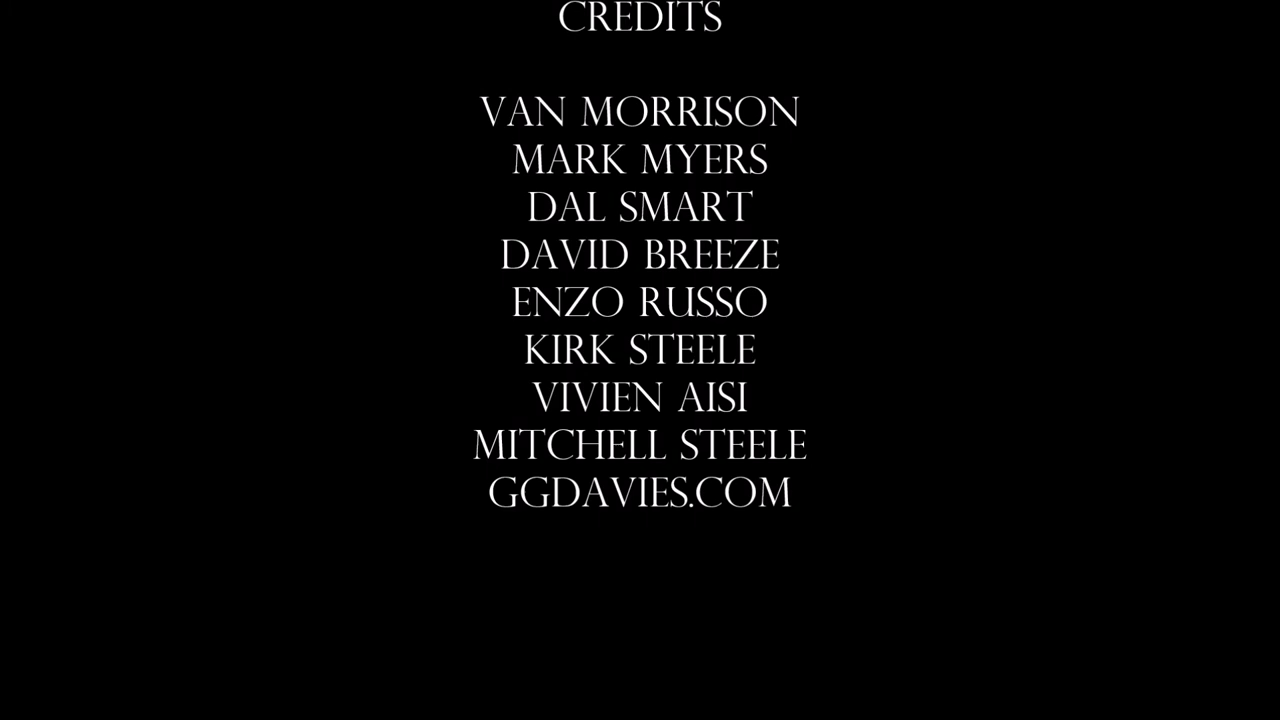 CREDITS
VAN MORRISON
MARK MYERS
DAL SMART
DAVID BREEZE
ENZO RUSSO
KIRK STEELE
VIVIEN AISI
MITCHELL STEELE
GGDAVIES.COM